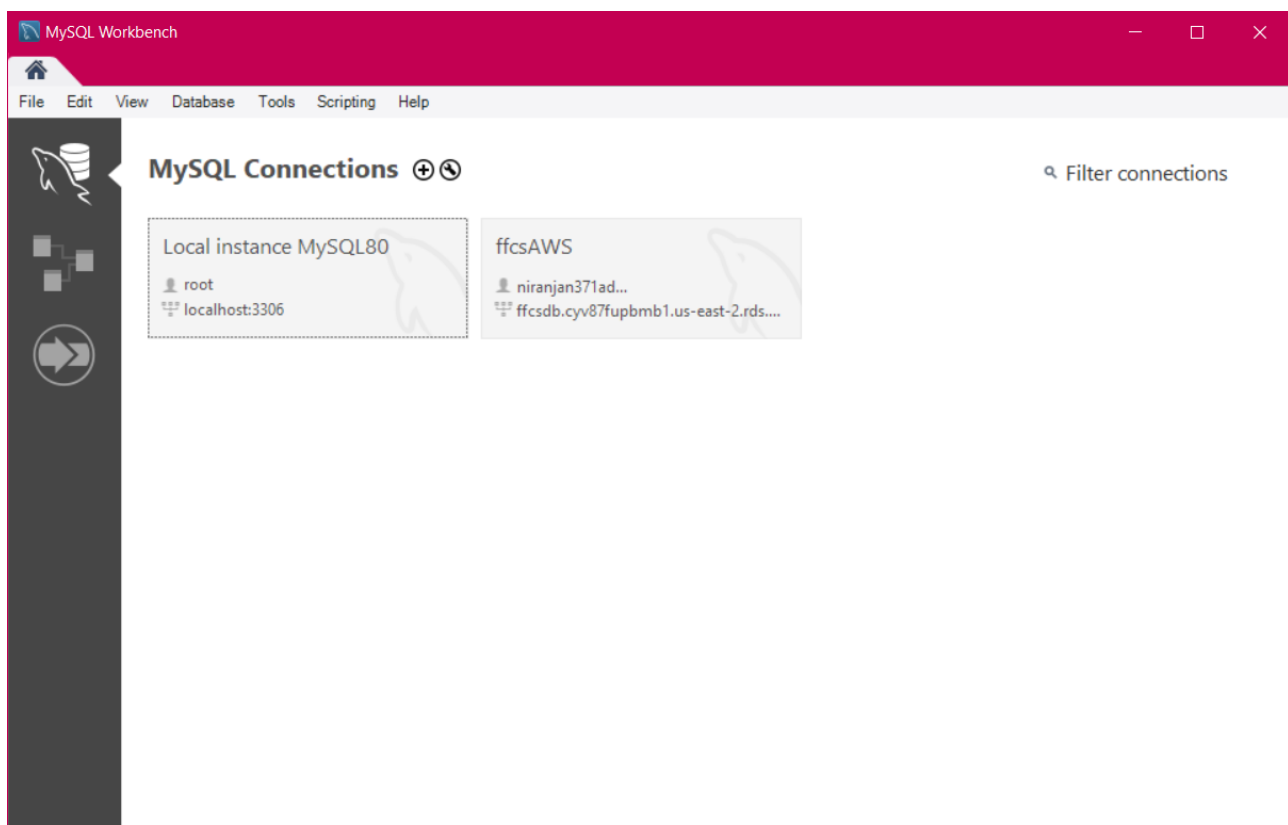 MySQL Workbench
File Edit View Database Tools Scripting Help
MySQL Connections
Filter connections
Local instance MySQL80
root
localhost:3306
ffcsAWS
niranjan371ad...
ffcsdb.cyv87fupbmb1.us-east-2.rds....